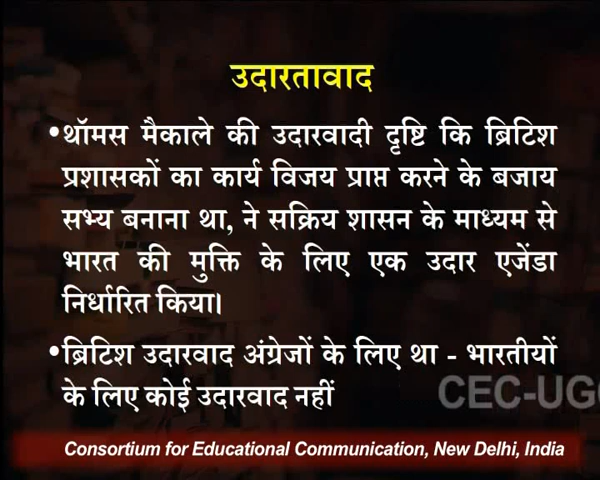 उदारतावाद
•थॉमस मैकाले की उदारवादी दृष्टि कि ब्रिटिश
प्रशासकों का कार्य विजय प्राप्त करने के बजाय
सभ्य बनाना था, ने सक्रिय शासन के माध्यम से
भारत की मुक्ति के लिए एक उदार एजेंडा
निर्धारित किया।
•ब्रिटिश उदारवाद अंग्रेजों के लिए था - भारतीयों
के लिए कोई उदारवाद नहीं
CEC-UG
Consortium for Educational Communication, New Delhi, India